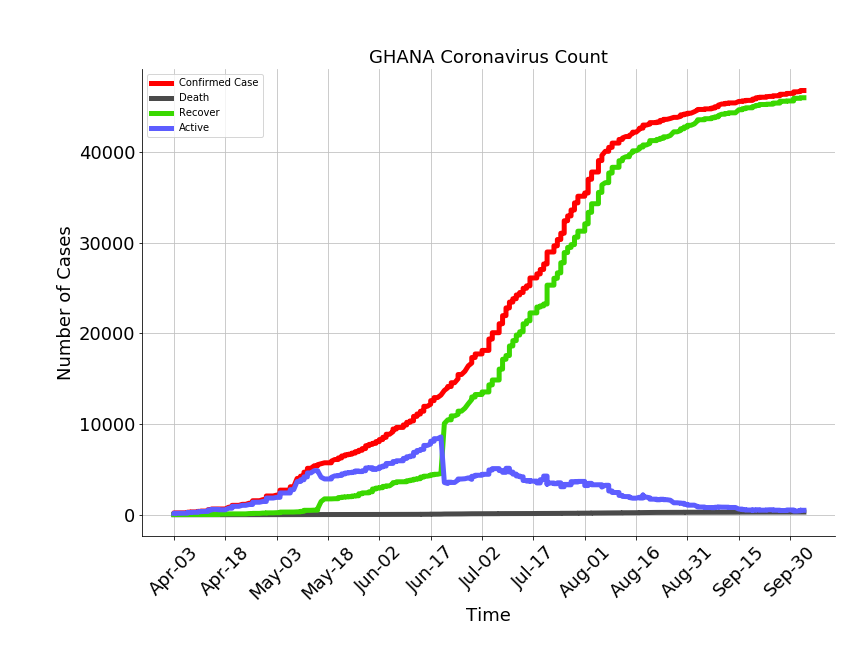 GHANA Coronavirus Count
Confirmed Case
Death
Recover
Active
Number of Cases
40000
30000
20000
10000
0
Apr-03
Apr-18
May-03
May-18
Jun-02
Jun-17
Jul-02
Jul-17
Aug-01
Aug-16
Aug-31
Sep-15
Sep-30
Time